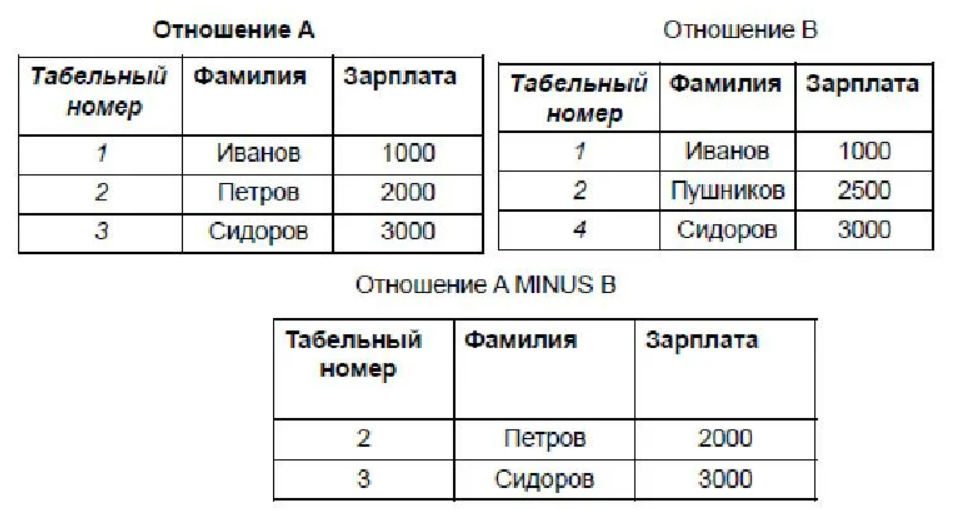 Отношение А
Табельный номер Фамилия Зарплата
1 Иванов 1000
2 Петров 2000
3 Сидоров 3000
Отношение В
Табельный номер Фамилия Зарплата
1 Иванов 1000
2 Пушников 2500
4 Сидоров 3000
Отношение A MINUS B
Табельный номер Фамилия Зарплата
2 Петров 2000
3 Сидоров 3000